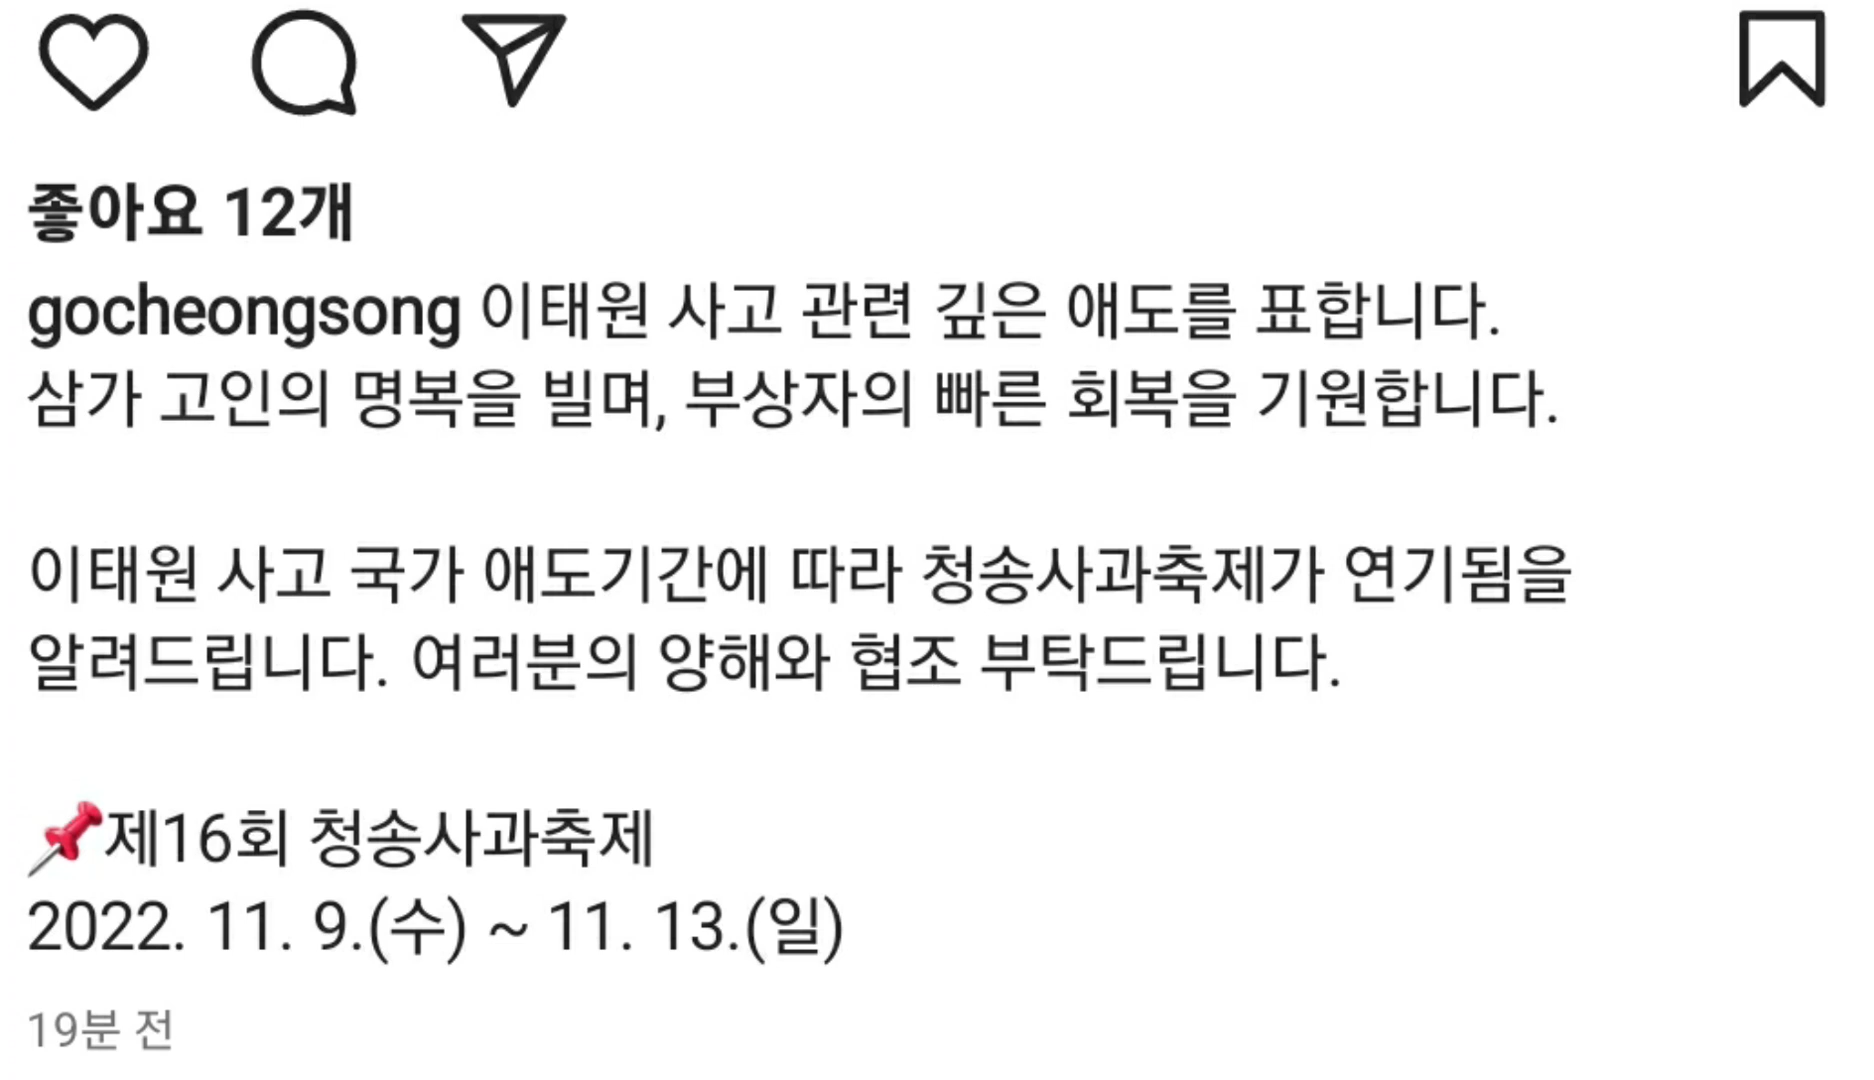 좋아요 12개
gocheongsong 이태원 사고 관련 깊은 애도를 표합니다.
삼가 고인의 명복을 빌며, 부상자의 빠른 회복을 기원합니다.
이태원 사고 국가 애도기간에 따라 청송사과축제가 연기됨을
알려드립니다. 여러분의 양해와 협조 부탁드립니다.
📌제16회 청송사과축제
2022. 11. 9.(수) ~ 11. 13.(일)
19분 전